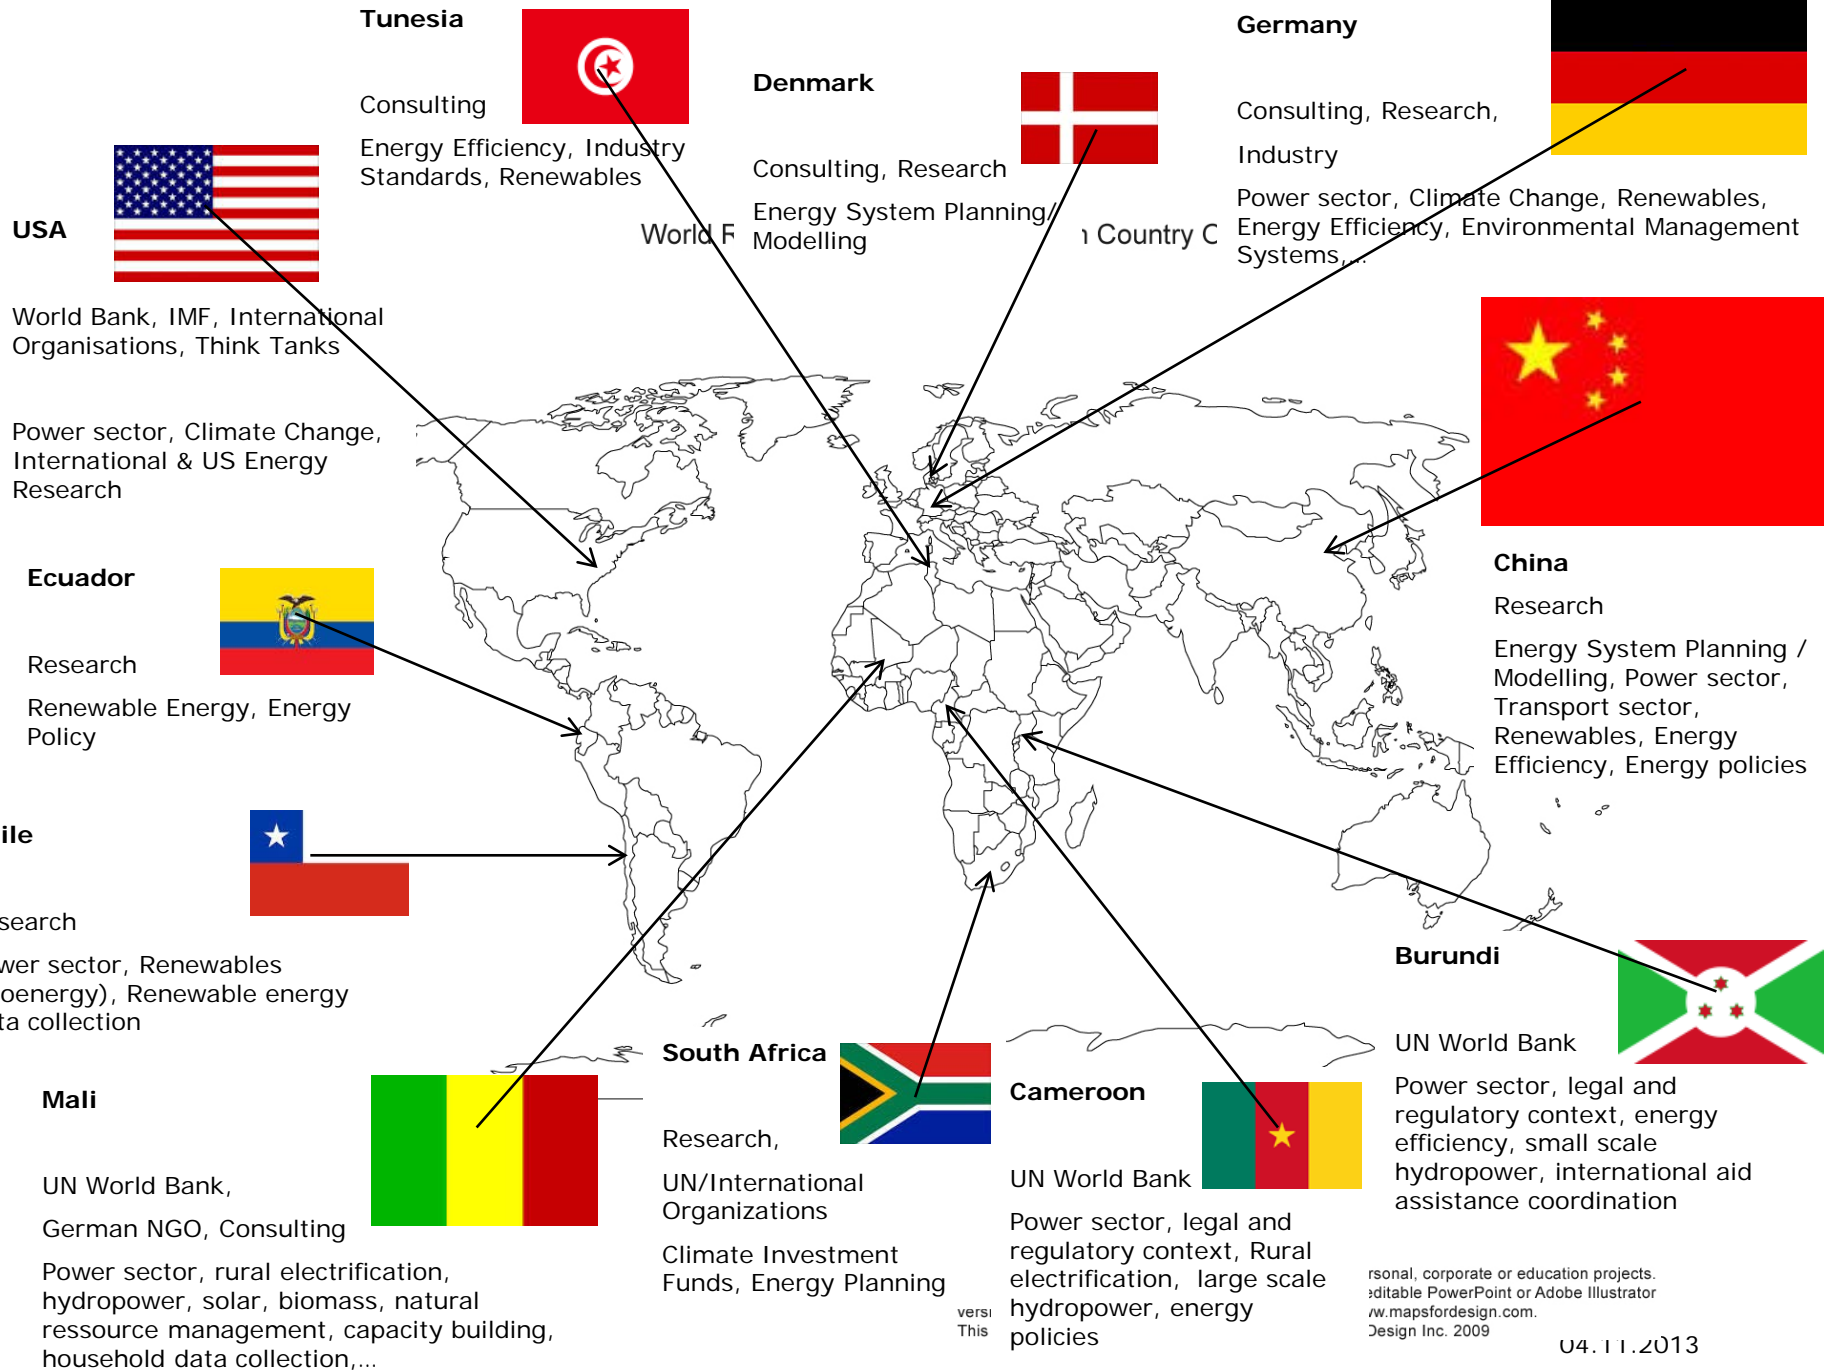 Tunesia
Consulting
Energy Efficiency, Industry
Standards, Renewables
Denmark
Consulting, Research
Energy System Planning/
Modelling
Germany
Consulting, Research,
Industry
Power sector, Climate Change, Renewables,
Energy Efficiency, Environmental Management
Systems,...
World R
n Country C
USA
World Bank, IMF, International
Organisations, Think Tanks
Power sector, Climate Change,
International & US Energy
Research
China
Research
Energy System Planning /
Modelling, Power sector,
Transport sector,
Renewables, Energy
Efficiency, Energy policies
Ecuador
Research
Renewable Energy, Energy
Policy
ile
search
wer sector, Renewables
oenergy), Renewable energy
ta collection
Mali
UN World Bank,
German NGO, Consulting
Power sector, rural electrification,
hydropower, solar, biomass, natural
ressource management, capacity building,
household data collection,...
South Africa
Research,
UN/International
Organizations
Climate Investment
Funds, Energy Planning
Cameroon
UN World Bank
Power sector, legal and
regulatory context, Rural
electrification, large scale
hydropower, energy
policies
Burundi
UN World Bank
Power sector, legal and
regulatory context, energy
efficiency, small scale
hydropower, international aid
assistance coordination
versi
This
rsonal, corporate or education projects.
editable PowerPoint or Adobe Illustrator
w.mapsfordesign.com.
Design Inc. 2009
04.11.2013